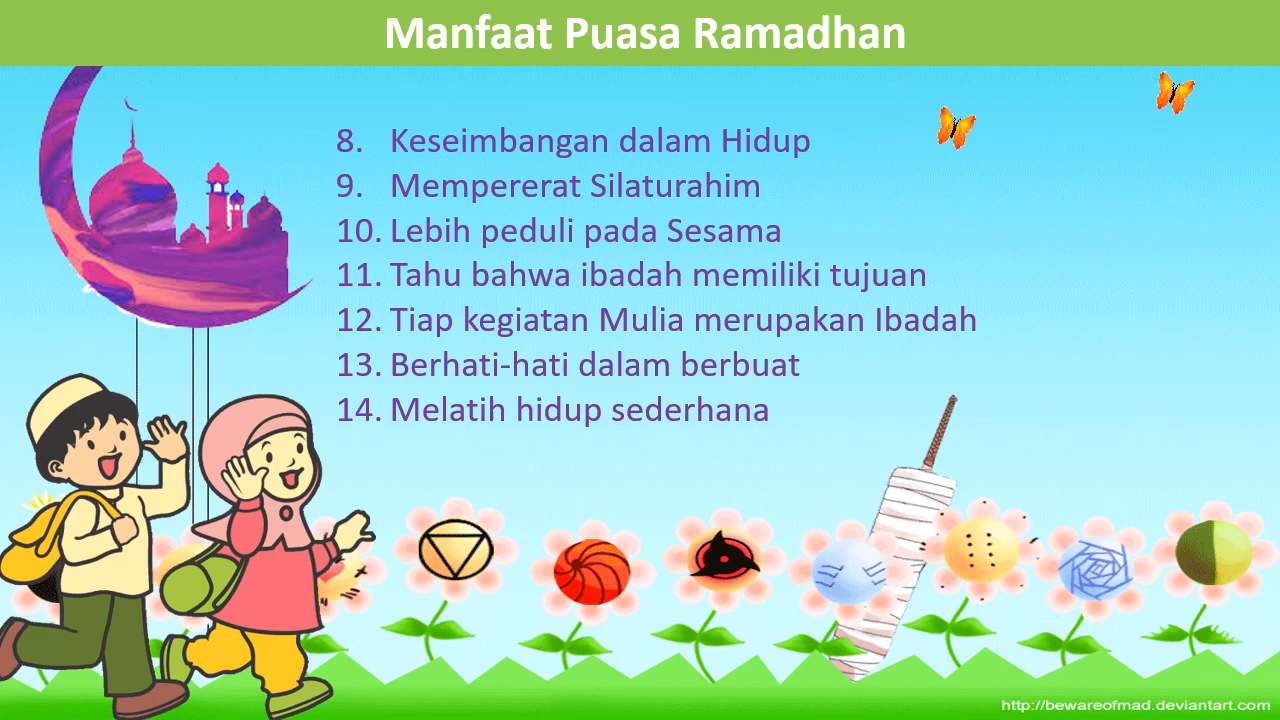 Manfaat Puasa Ramadhan
8. Keseimbangan dalam Hidup
9. Mempererat Silaturahim
10. Lebih peduli pada Sesama
11. Tahu bahwa ibadah memiliki tujuan
12. Tiap kegiatan Mulia merupakan Ibadah
13. Berhati-hati dalam berbuat
14. Melatih hidup sederhana
http://bewareofmad.deviantart.com